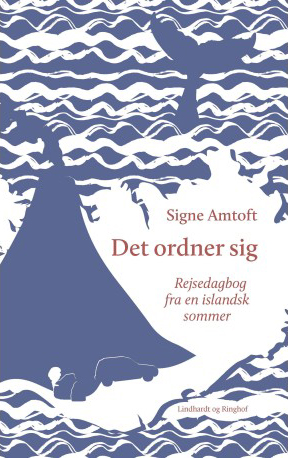 Signe Amtoft
Det ordner sig
Rejsedagbog
fra en islandsk
sommer
Lindhardt og Ringhof